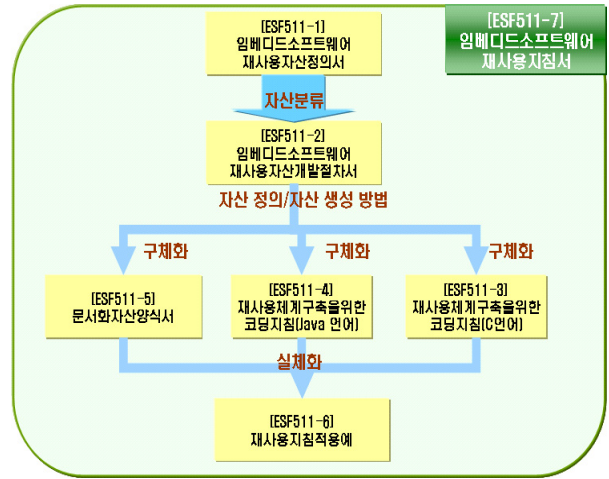 [ESF511-7]
임베디드소프트웨어
재사용지침서
[ESF511-1]
임베디드소프트웨어
재사용자산정의서
자산분류
[ESF511-2]
임베디드소프트웨어
재사용자산개발절차서
자산 정의/자산 생성 방법
구체화
구체화
구체화
[ESF511-5]
문서화자산양식서
[ESF511-4]
재사용체계구축을위한
코딩지침(Java 언어)
[ESF511-3]
재사용체계구축을위한
코딩지침(C언어)
실체화
[ESF511-6]
재사용지침적용예